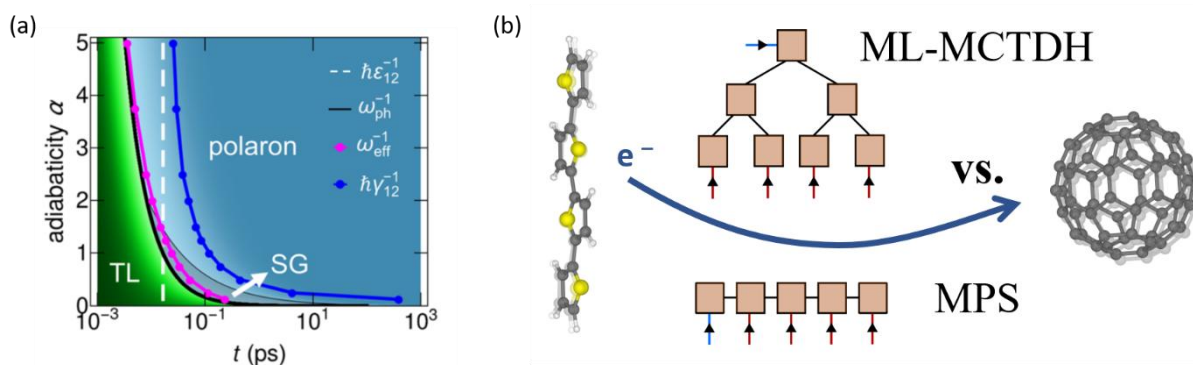 (a)
adiabaticity α
5
4
3
2
1
0
ħε₁₂⁻¹
ω_ph⁻¹
ω_eff⁻¹
ħγ₁₂⁻¹
polaron
TL
SG
10⁻³ 10⁻¹ 10¹ 10³
t (ps)
(b)
ML-MCTDH
e⁻
vs.
MPS